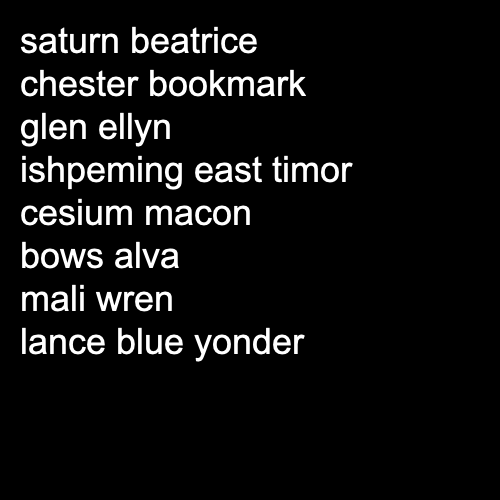 saturn beatrice
chester bookmark
glen ellyn
ishpeming east timor
cesium macon
bows alva
mali wren
lance blue yonder